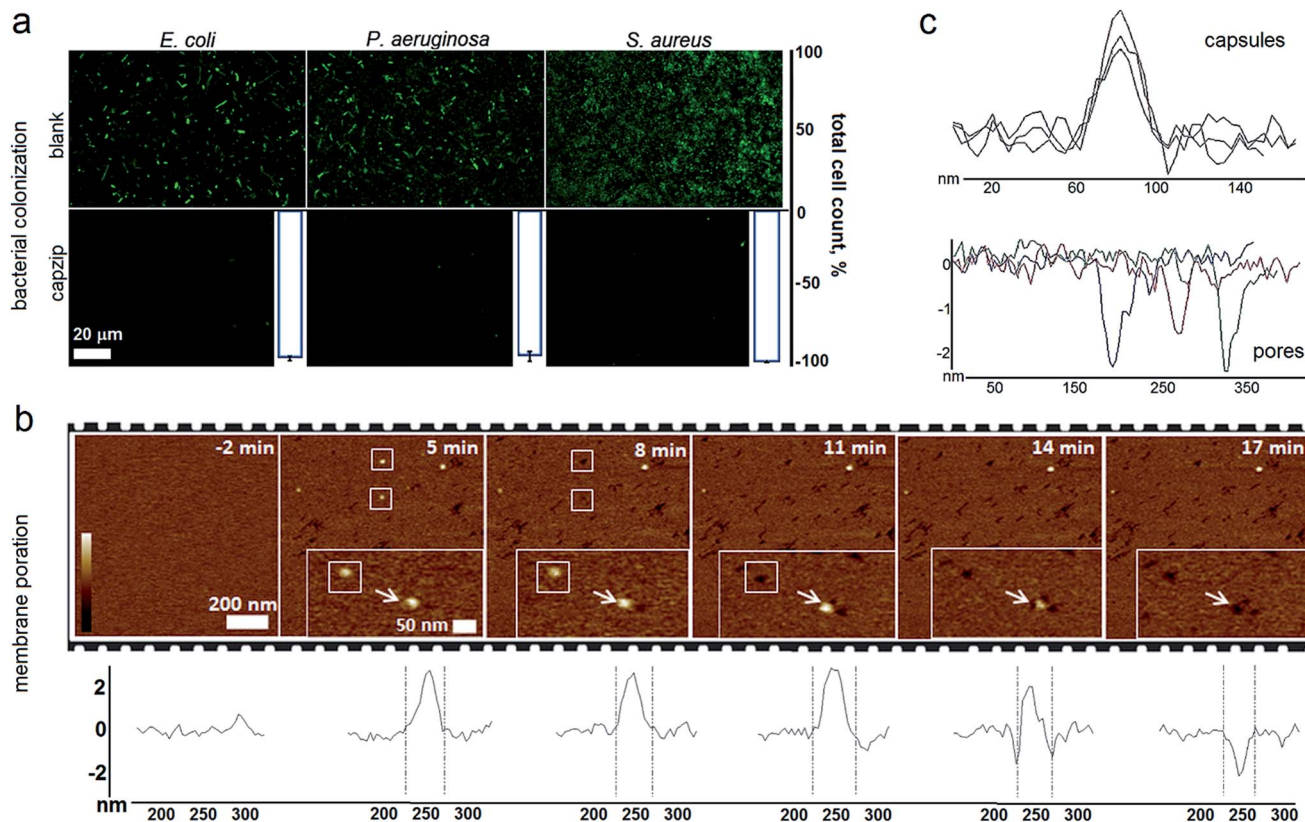 a
E. coli
P. aeruginosa
S. aureus
bacterial colonization
blank
capzip
20 μm
100
50
0
-50
-100
total cell count, %
c
capsules
nm
20
60
100
140
0
-1
-2
pores
nm
50
150
250
350
b
membrane poration
-2 min
5 min
8 min
11 min
14 min
17 min
200 nm
50 nm
2
0
-2
nm
200 250 300
200 250 300
200 250 300
200 250 300
200 250 300
200 250 300